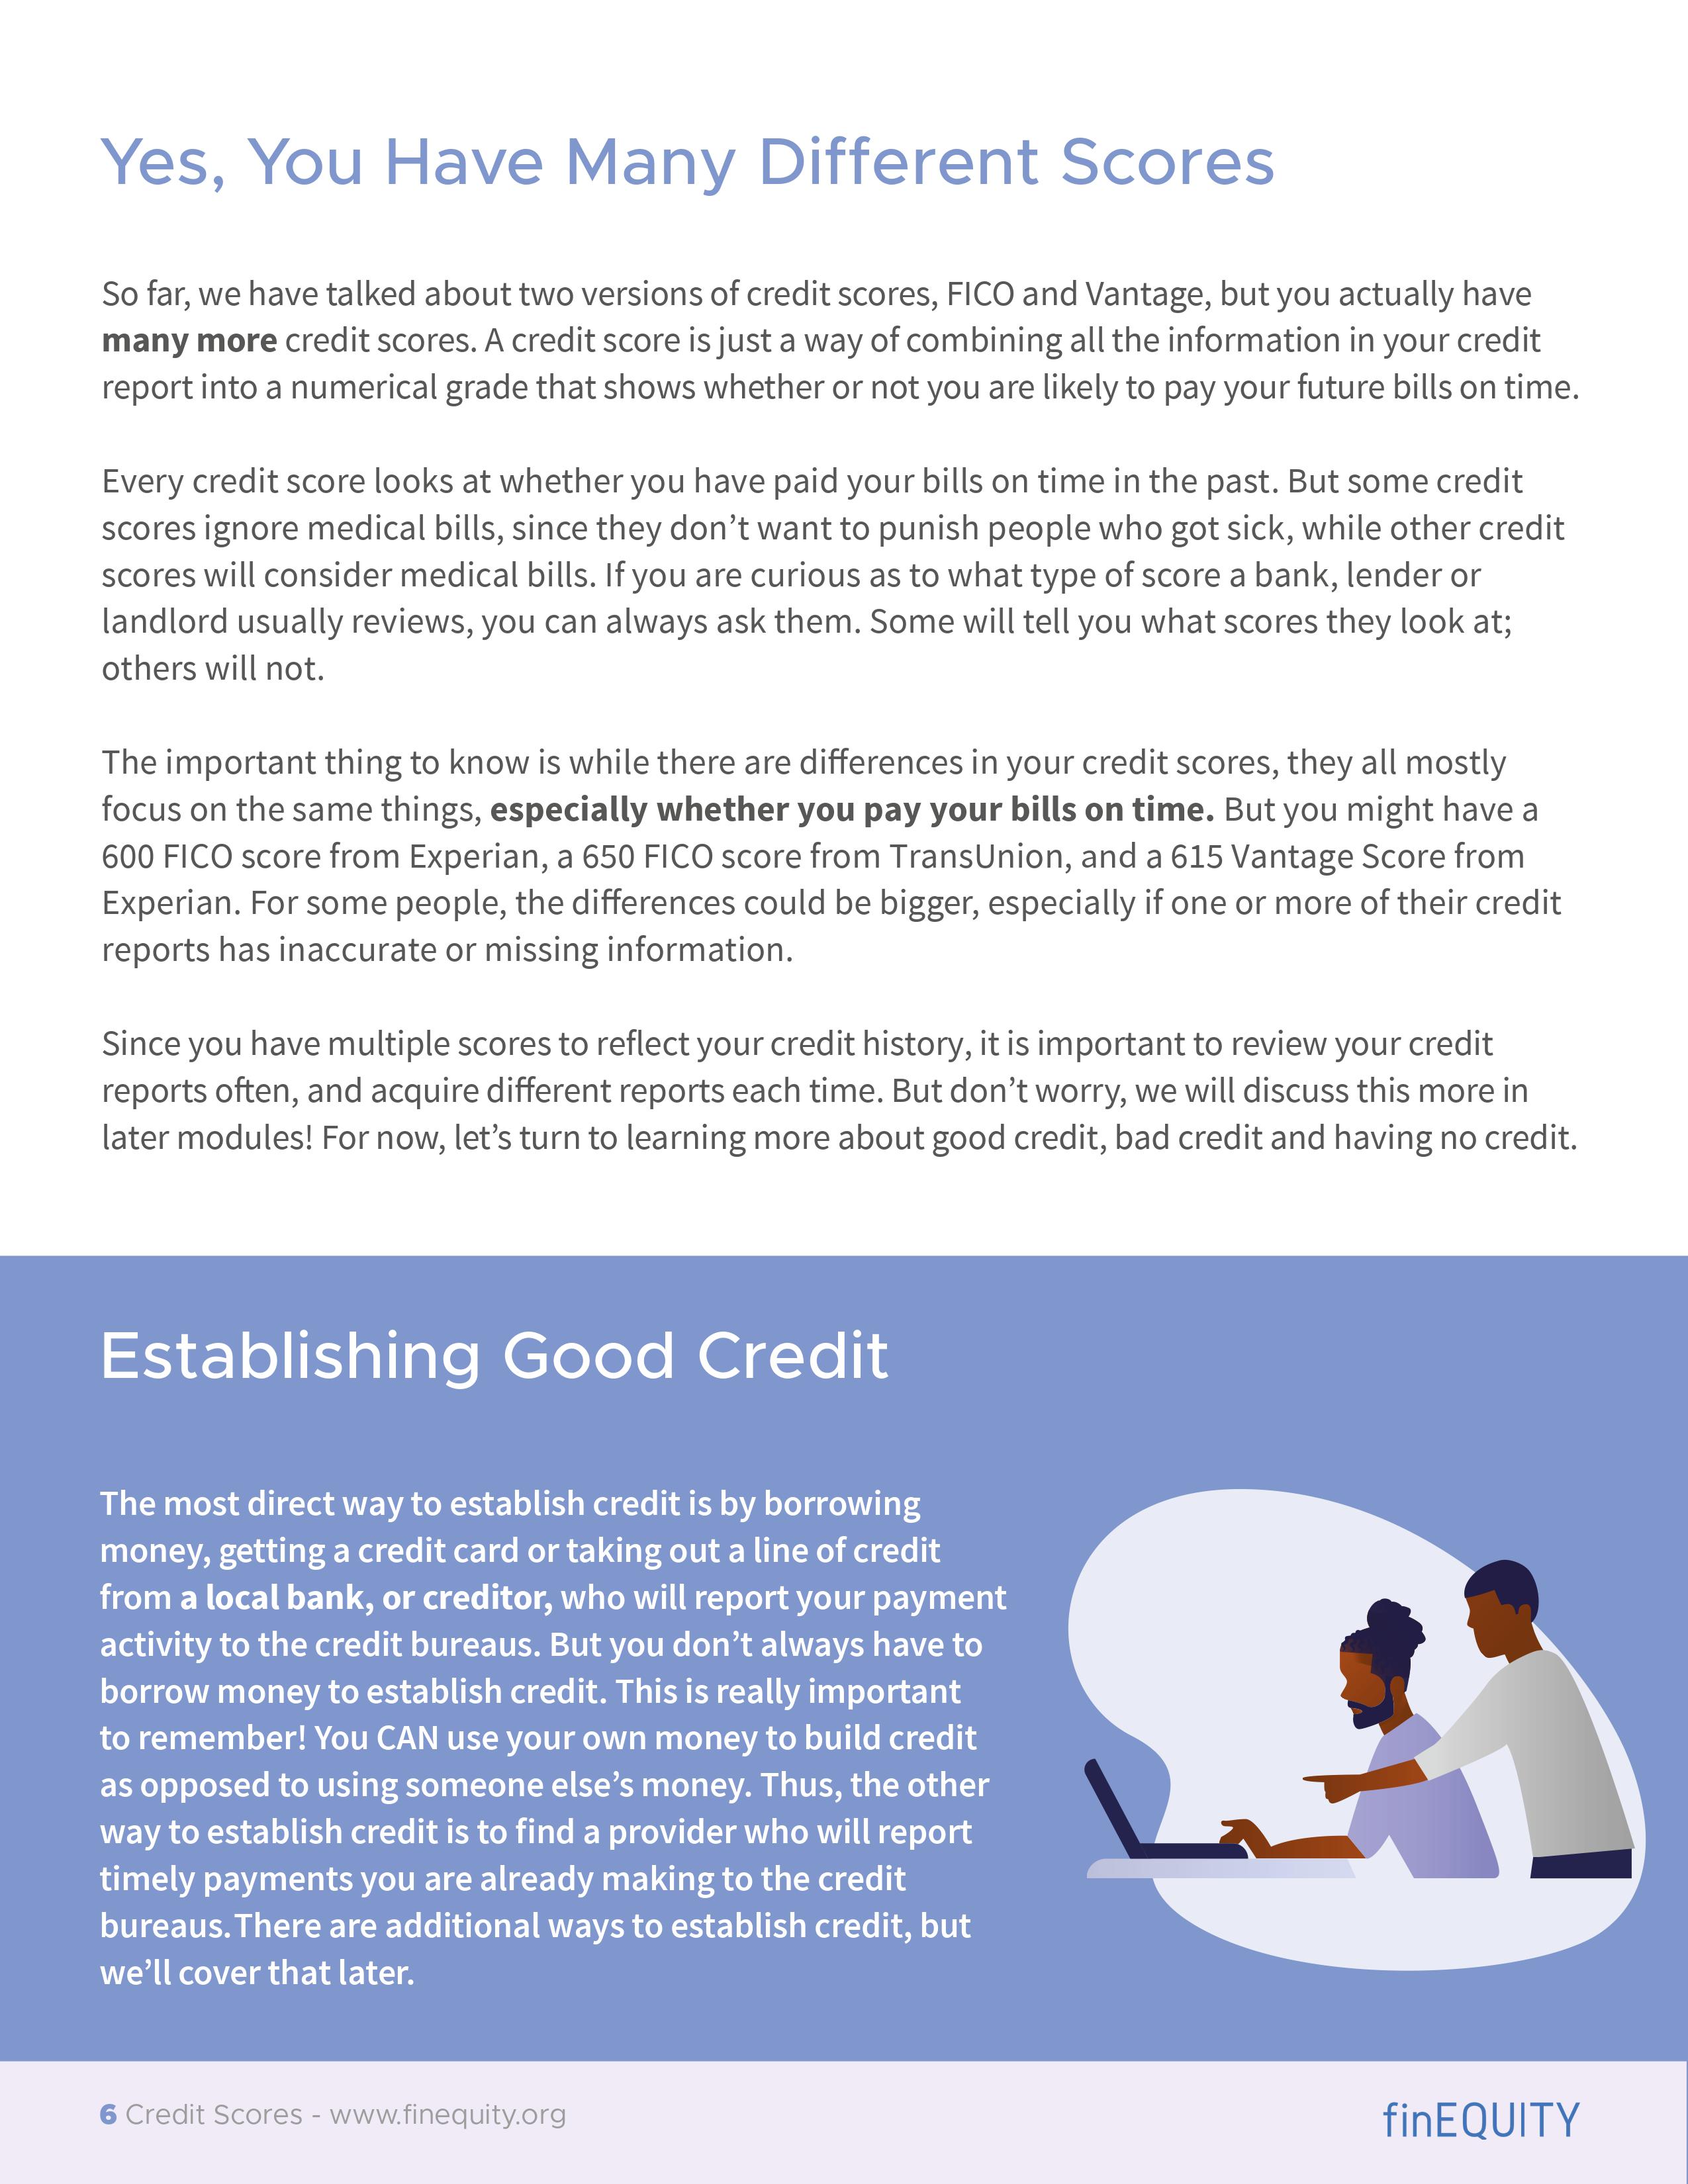 Yes, You Have Many Different Scores
So far, we have talked about two versions of credit scores, FICO and Vantage, but you actually have
many more credit scores. A credit score is just a way of combining all the information in your credit
report into a numerical grade that shows whether or not you are likely to pay your future bills on time.
Every credit score looks at whether you have paid your bills on time in the past. But some credit
scores ignore medical bills, since they don’t want to punish people who got sick, while other credit
scores will consider medical bills. If you are curious as to what type of score a bank, lender or
landlord usually reviews, you can always ask them. Some will tell you what scores they look at;
others will not.
The important thing to know is while there are differences in your credit scores, they all mostly
focus on the same things, especially whether you pay your bills on time. But you might have a
600 FICO score from Experian, a 650 FICO score from TransUnion, and a 615 Vantage Score from
Experian. For some people, the differences could be bigger, especially if one or more of their credit
reports has inaccurate or missing information.
Since you have multiple scores to reflect your credit history, it is important to review your credit
reports often, and acquire different reports each time. But don’t worry, we will discuss this more in
later modules! For now, let’s turn to learning more about good credit, bad credit and having no credit.
Establishing Good Credit
The most direct way to establish credit is by borrowing
money, getting a credit card or taking out a line of credit
from a local bank, or creditor, who will report your payment
activity to the credit bureaus. But you don’t always have to
borrow money to establish credit. This is really important
to remember! You CAN use your own money to build credit
as opposed to using someone else’s money. Thus, the other
way to establish credit is to find a provider who will report
timely payments you are already making to the credit
bureaus.There are additional ways to establish credit, but
we’ll cover that later.
6 Credit Scores - www.finequity.org
finEQUITY